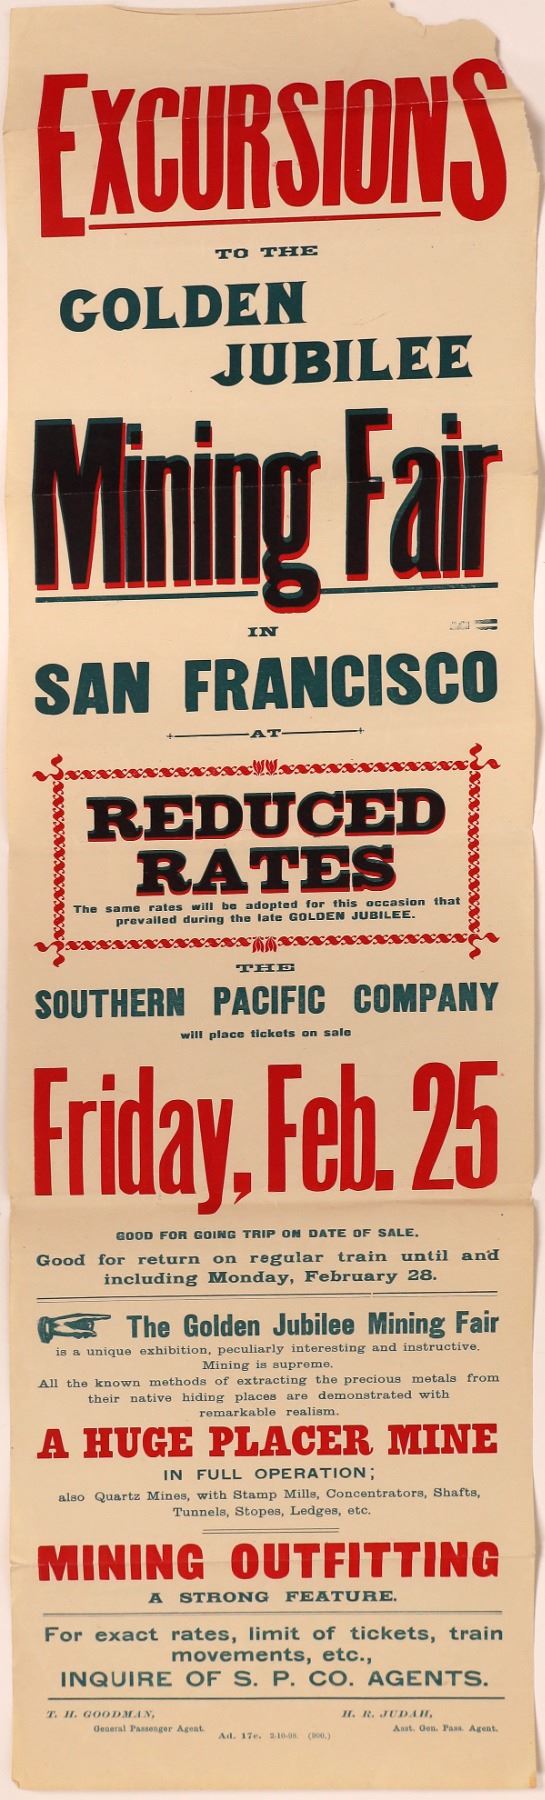 EXCURSIONS
TO THE
GOLDEN
JUBILEE
Mining Fair
IN
SAN FRANCISCO
AT
REDUCED
RATES
The same rates will be adopted for this occasion that
prevailed during the late GOLDEN JUBILEE.
THE
SOUTHERN PACIFIC COMPANY
will place tickets on sale
Friday, Feb. 25
GOOD FOR GOING TRIP ON DATE OF SALE.
Good for return on regular train until and
including Monday, February 28.
The Golden Jubilee Mining Fair
is a unique exhibition, peculiarly interesting and instructive.
Mining is supreme.
All the known methods of extracting the precious metals from
their native hiding places are demonstrated with
remarkable realism.
A HUGE PLACER MINE
IN FULL OPERATION;
also Quartz Mines, with Stamp Mills, Concentrators, Shafts,
Tunnels, Stopes, Ledges, etc.
MINING OUTFITTING
A STRONG FEATURE.
For exact rates, limit of tickets, train
movements, etc.,
INQUIRE OF S. P. CO. AGENTS.
T. H. GOODMAN,
General Passenger Agent.
H. R. JUDAH,
Asst. Gen. Pass. Agent.
Ad. 17c. 2-10-98. (900.)